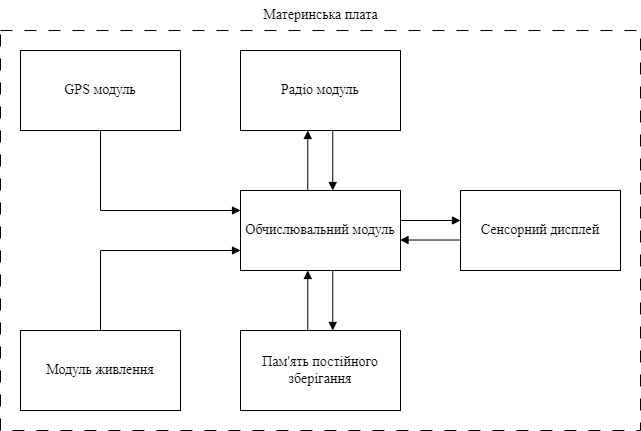 Материнська плата
GPS модуль
Радіо модуль
Обчислювальний модуль
Сенсорний дисплей
Модуль живлення
Пам'ять постійного
зберігання